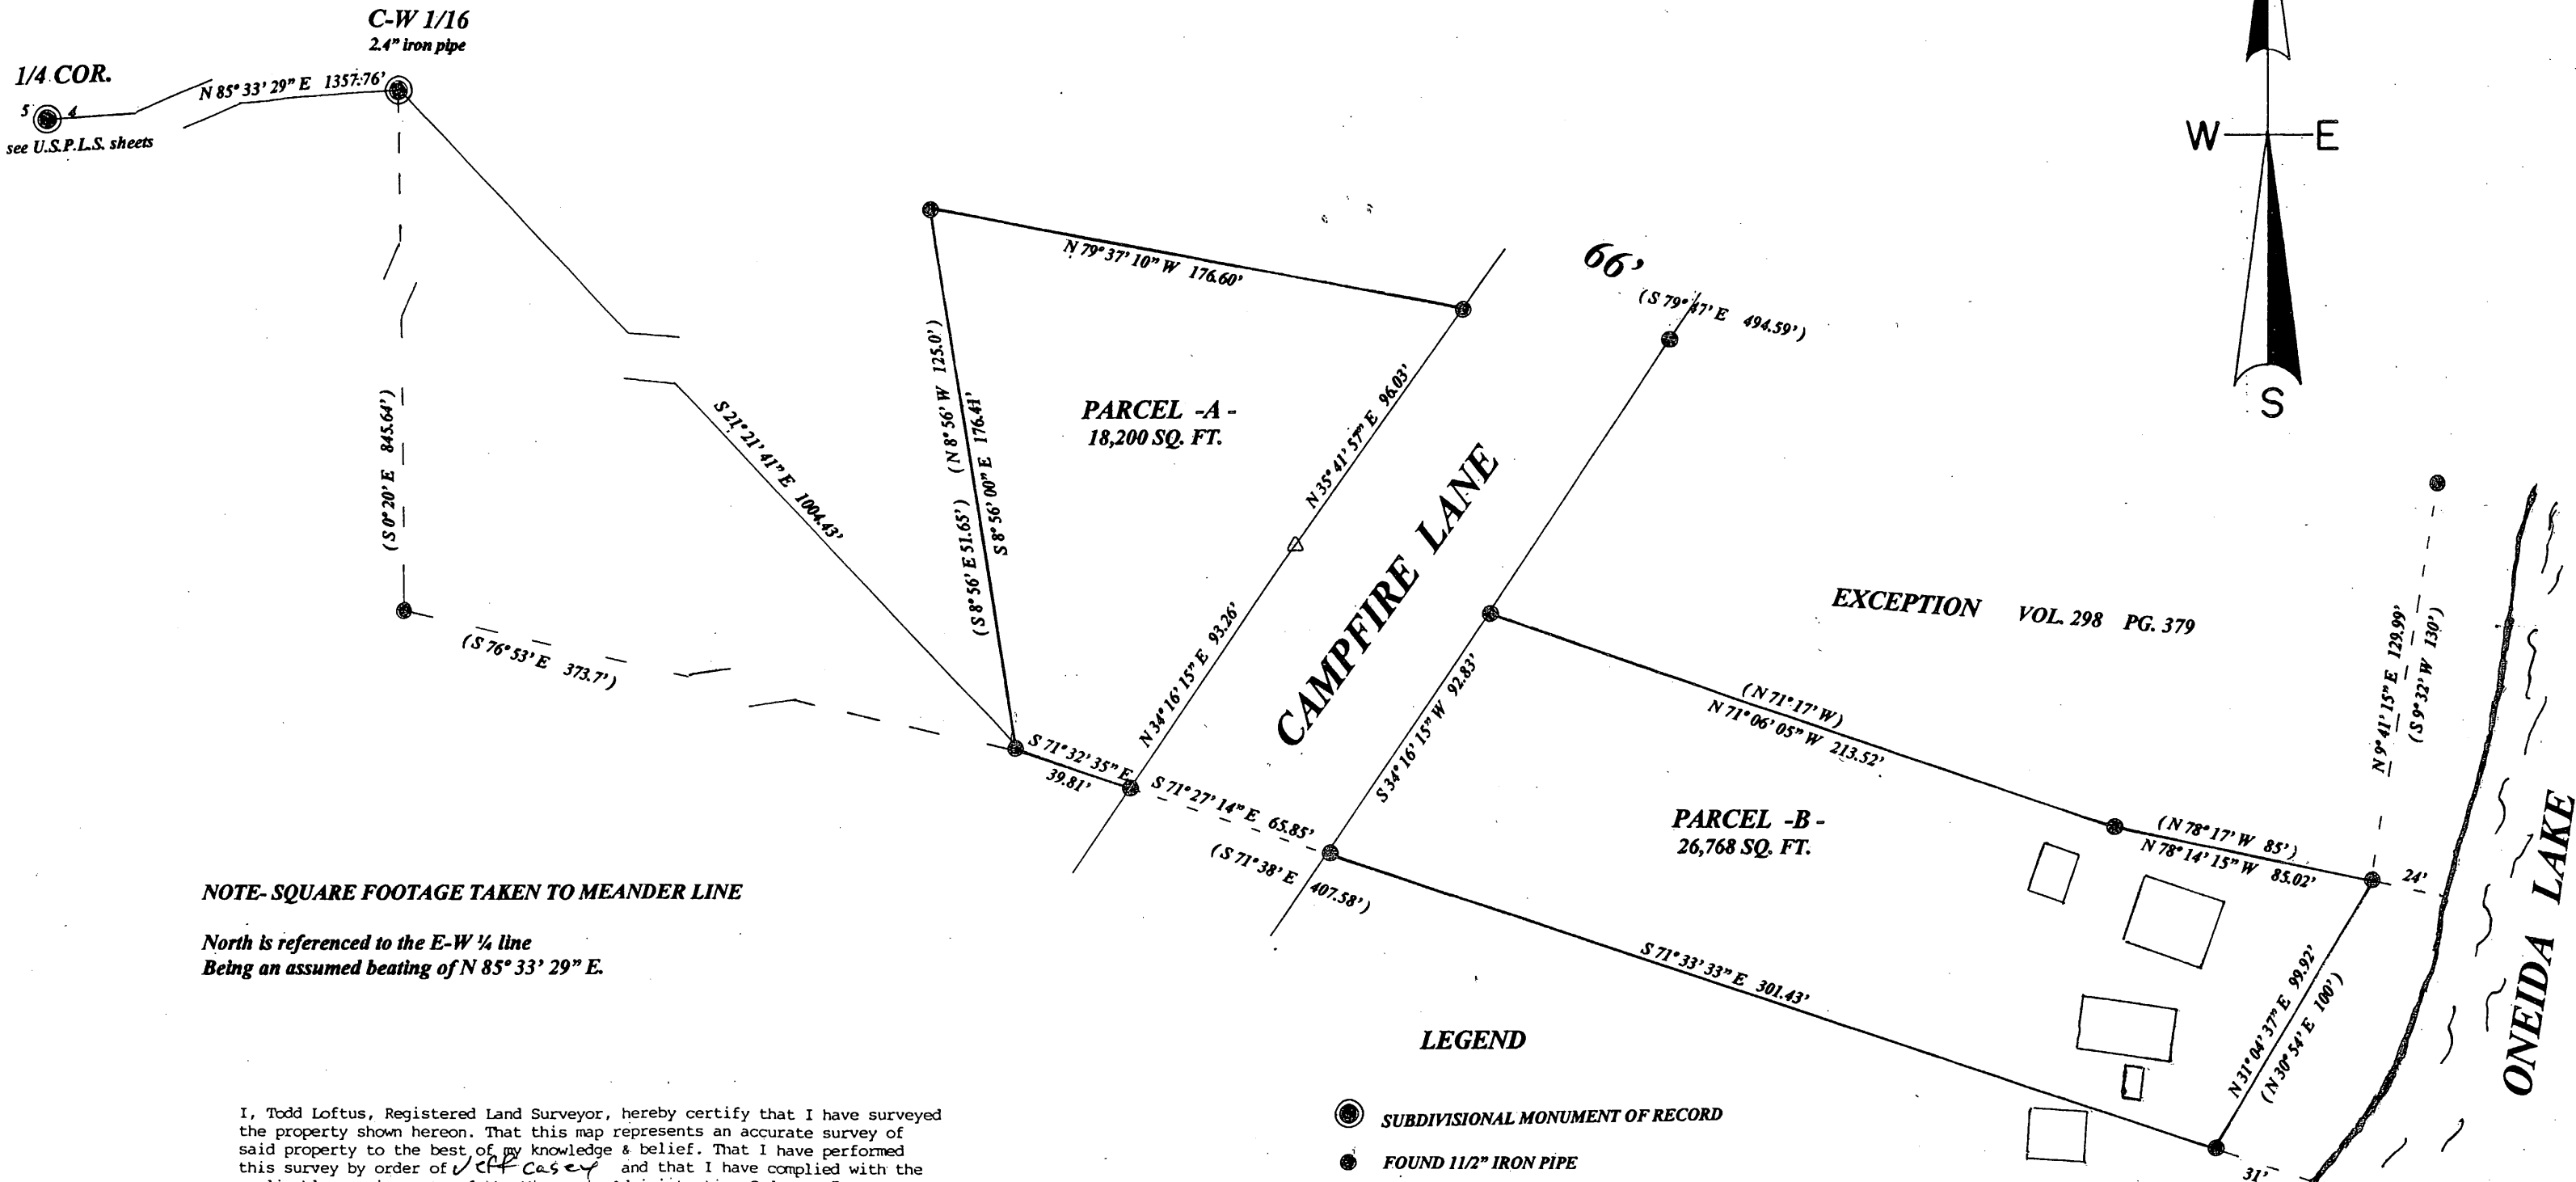 C-W 1/16
2.4” iron pipe
1/4 COR.
5 4
see U.S.P.L.S. sheets
N 85° 33’ 29” E 1357.76’
W E
S
(S 0° 20’ E 845.64’)
(S 76° 53’ E 373.7’)
S 21° 21’ 41” E 1004.43’
N 79° 37’ 10” W 176.60’
(S 8° 56’ E 51.65’) (N 8° 56’ W 125.0’)
S 8° 56’ 00” E 176.41’
PARCEL -A-
18,200 SQ. FT.
N 35° 41’ 57” E 96.03’
N 34° 16’ 15” E 93.26’
S 71° 32’ 35” E
39.81’
66’
(S 79° 47’ E 494.59’)
CAMPFIRE LANE
S 71° 27’ 14” E 65.85’
(S 71° 38’ E 407.58’)
S 34° 16’ 15” W 92.83’
EXCEPTION VOL. 298 PG. 379
(N 71° 17’ W)
N 71° 06’ 05” W 213.52’
PARCEL -B-
26,768 SQ. FT.
(N 78° 17’ W 85’)
N 78° 14’ 15” W 85.02’
24’
N 9° 41’ 15” E 129.99’
(S 9° 32’ W 130’)
S 71° 33’ 33” E 301.43’
N 31° 04’ 37” E 99.92’
(N 30° 54’ E 100’)
31’
ONEIDA LAKE
NOTE- SQUARE FOOTAGE TAKEN TO MEANDER LINE
North is referenced to the E-W ¼ line
Being an assumed beating of N 85° 33’ 29” E.
LEGEND
SUBDIVISIONAL MONUMENT OF RECORD
FOUND 11/2” IRON PIPE
I, Todd Loftus, Registered Land Surveyor, hereby certify that I have surveyed
the property shown hereon. That this map represents an accurate survey of
said property to the best of my knowledge & belief. That I have performed
this survey by order of Jeff Casey and that I have complied with the